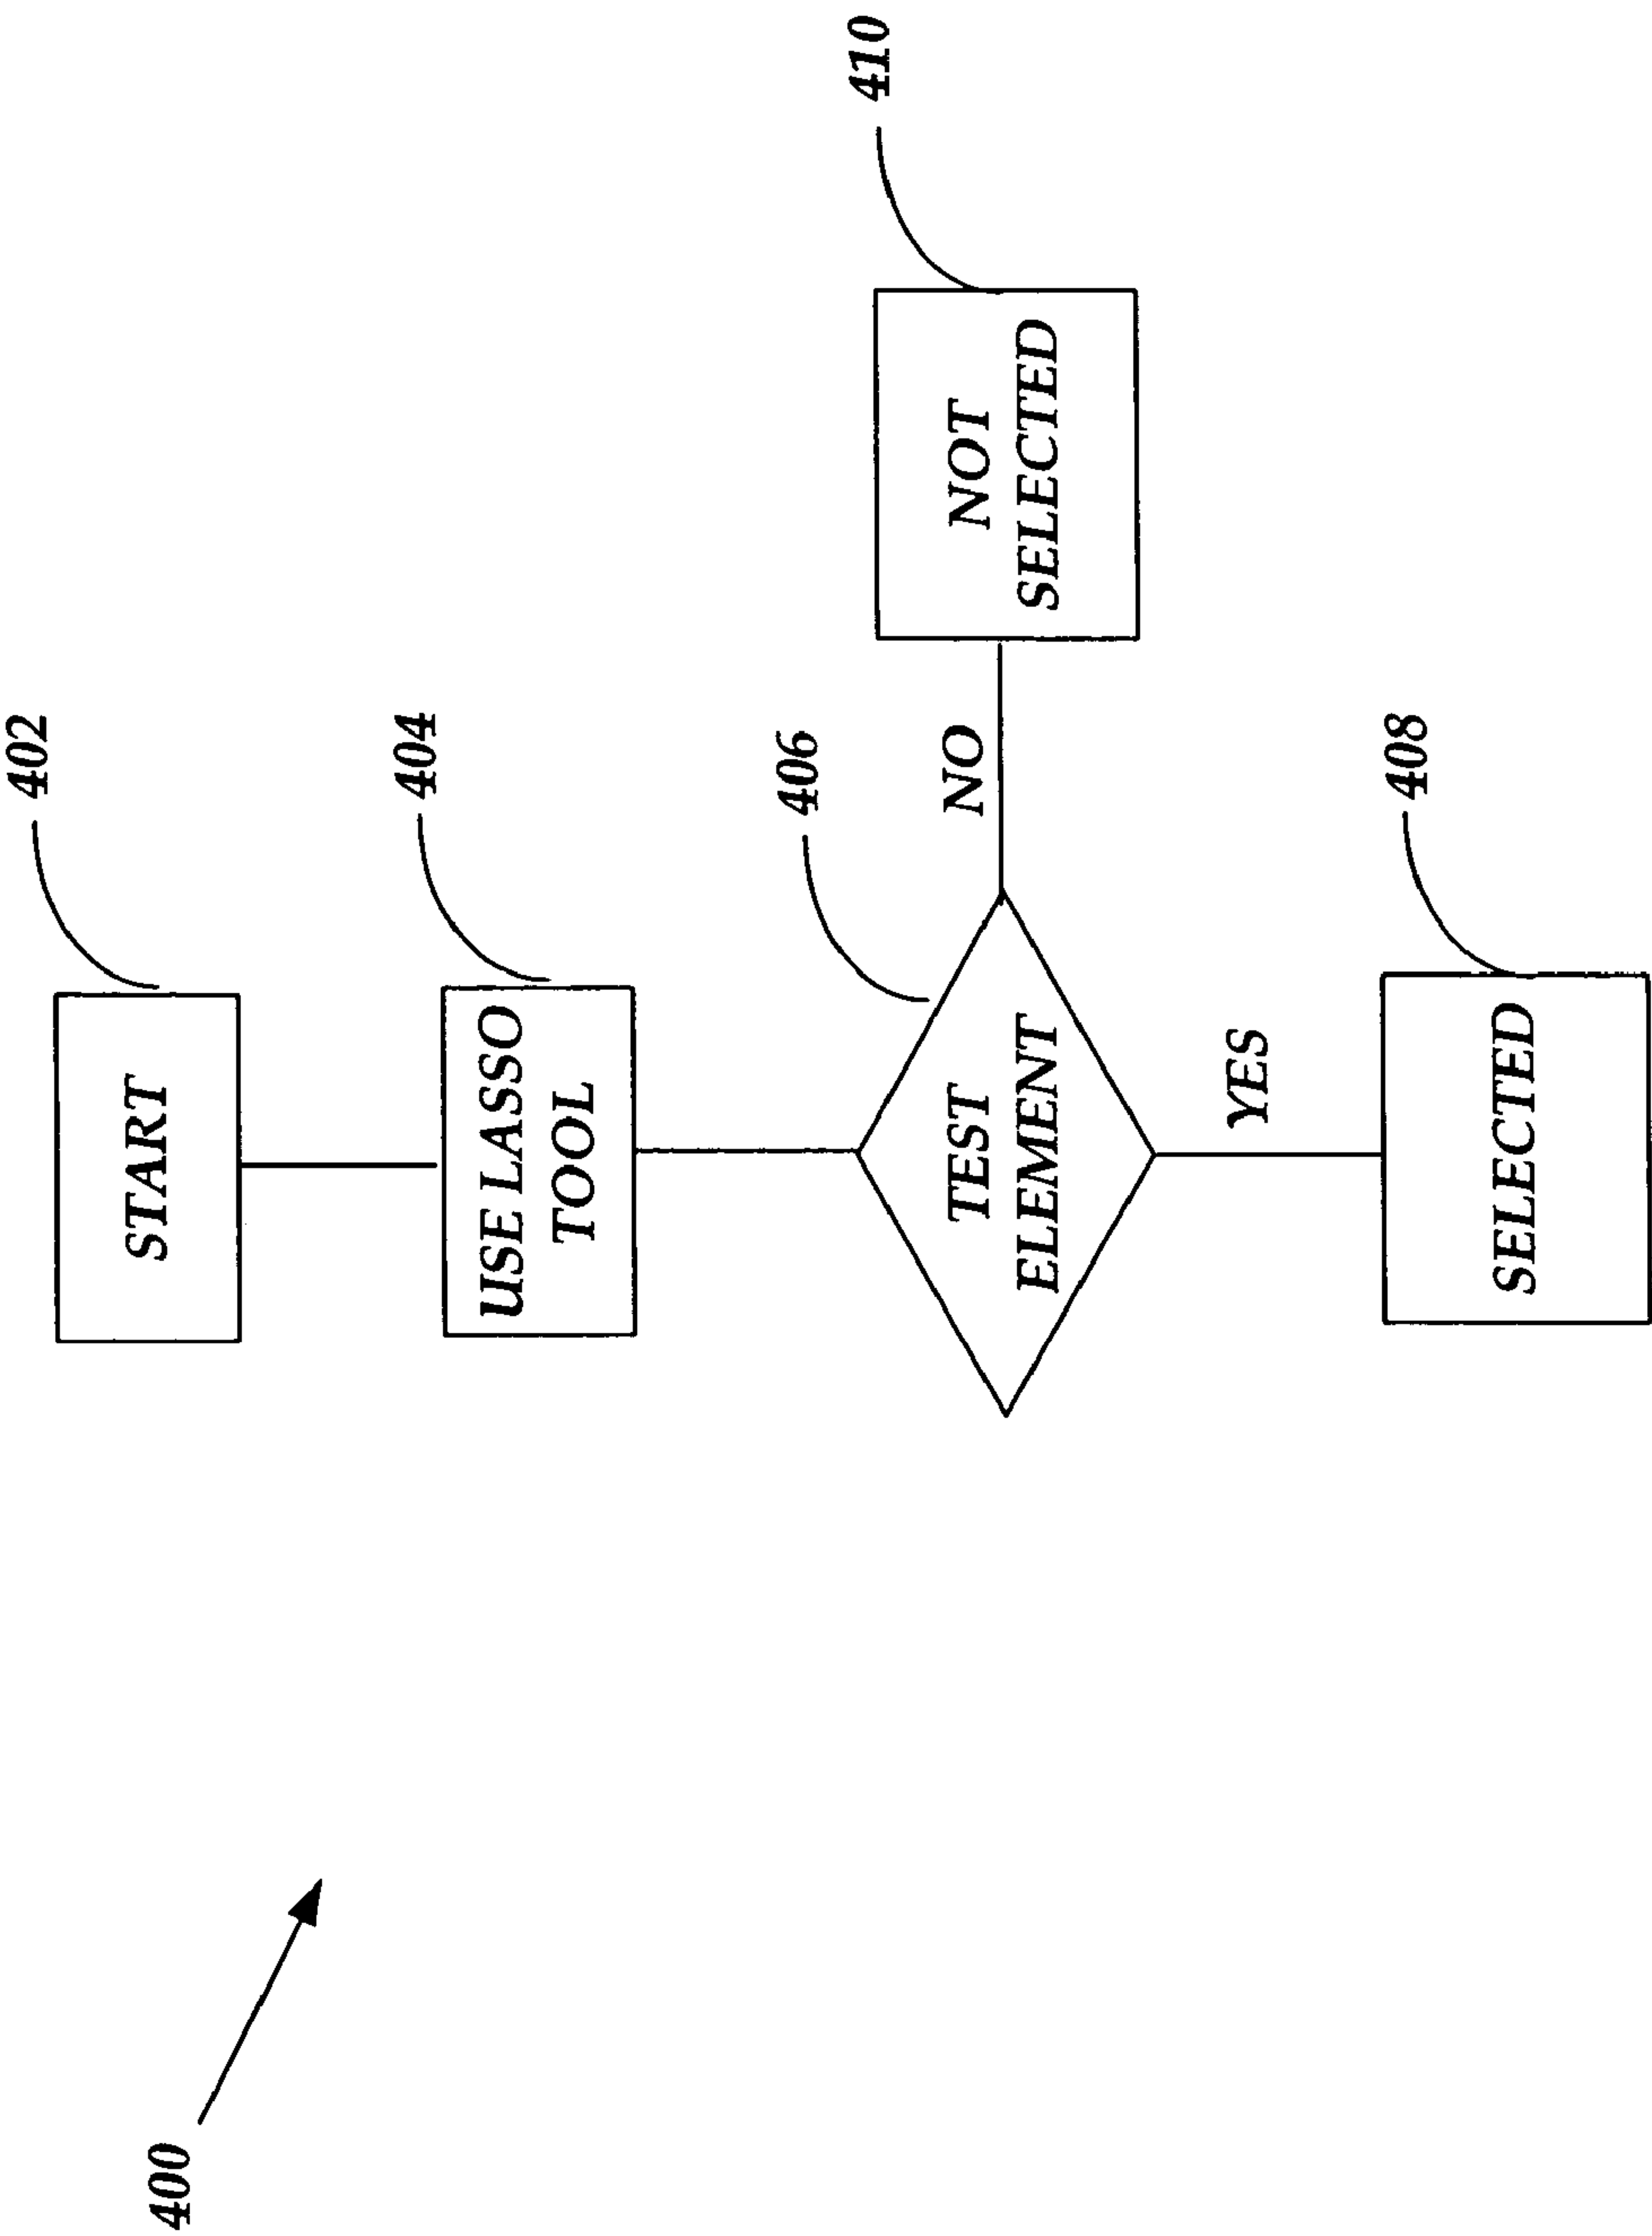 400
START
402
USE LASSO
TOOL
404
TEST
ELEMENT
406
NO
NOT
SELECTED
410
YES
SELECTED
408